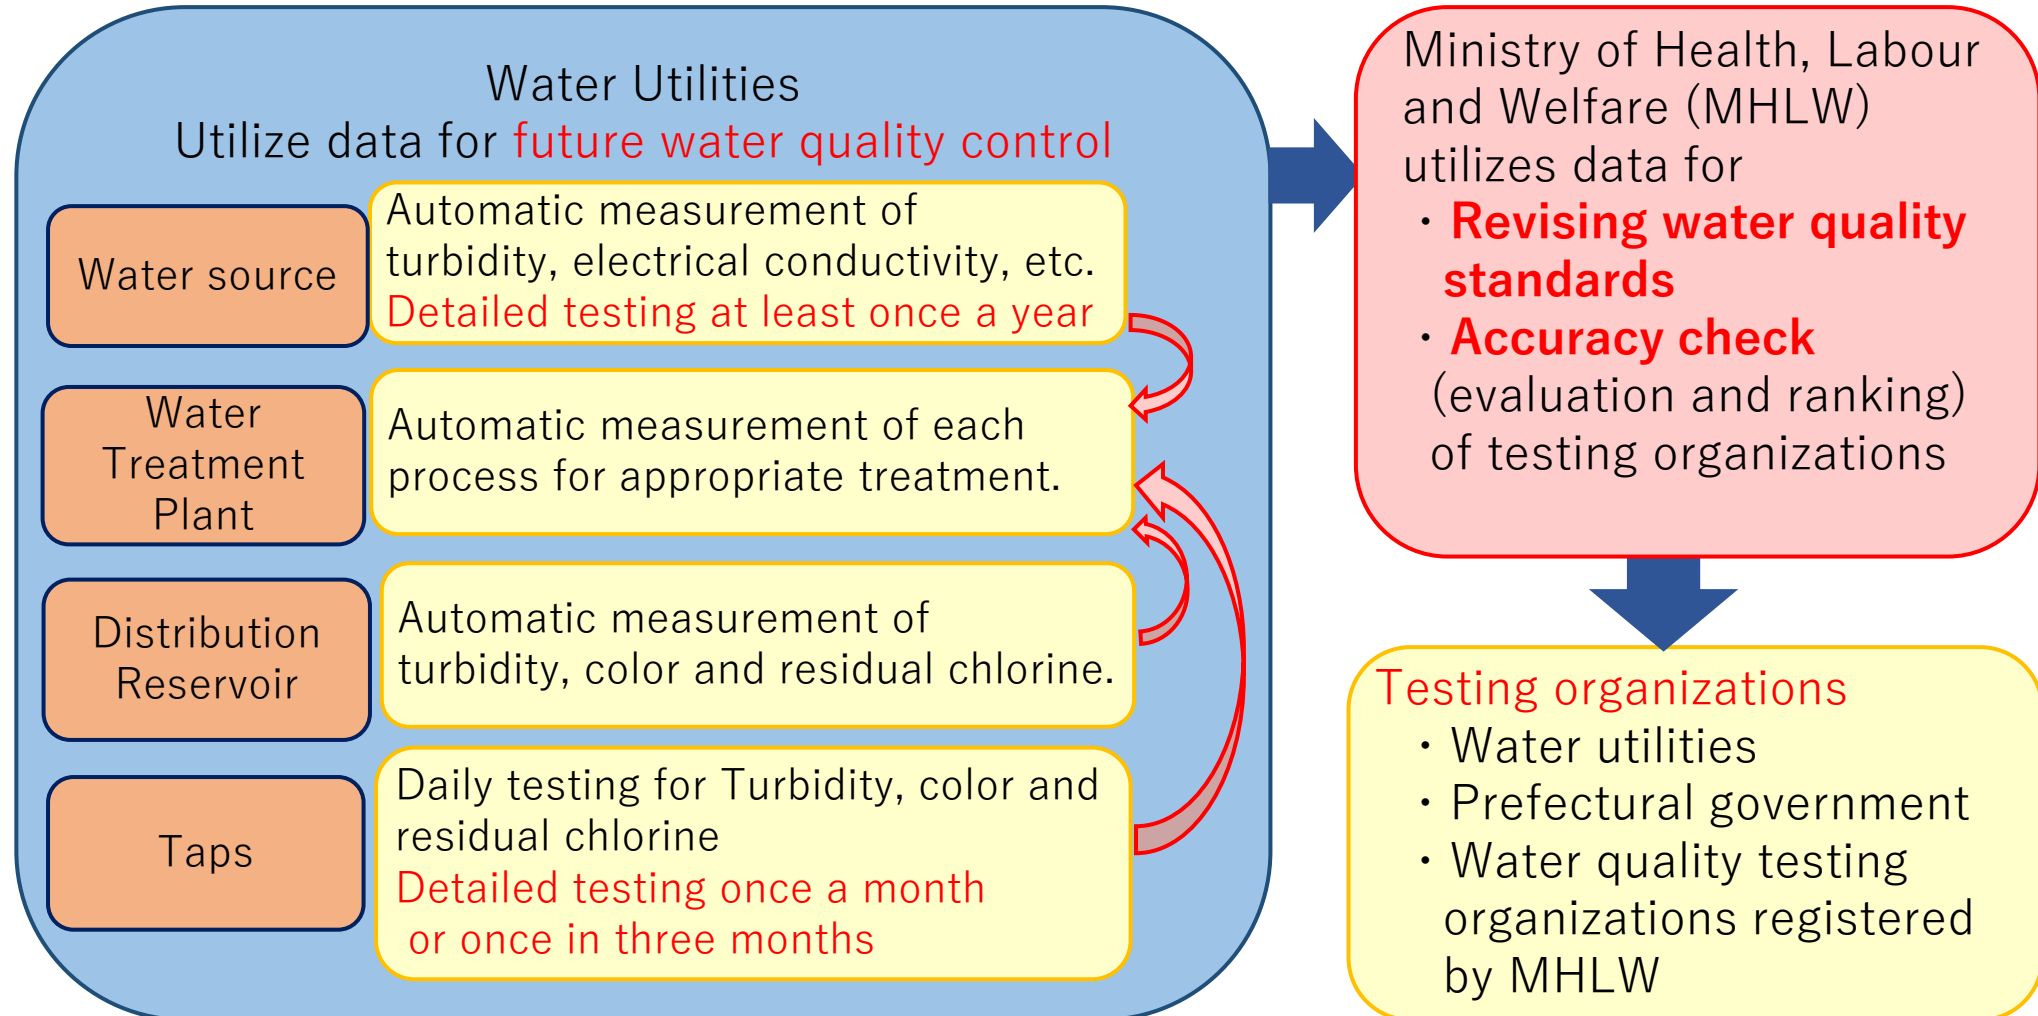 Water Utilities
Utilize data for future water quality control
Water source
Automatic measurement of
turbidity, electrical conductivity, etc.
Detailed testing at least once a year
Water
Treatment
Plant
Automatic measurement of each
process for appropriate treatment.
Distribution
Reservoir
Automatic measurement of
turbidity, color and residual chlorine.
Taps
Daily testing for Turbidity, color and
residual chlorine
Detailed testing once a month
or once in three months
Ministry of Health, Labour
and Welfare (MHLW)
utilizes data for
・Revising water quality
standards
・Accuracy check
(evaluation and ranking)
of testing organizations
Testing organizations
・Water utilities
・Prefectural government
・Water quality testing
organizations registered
by MHLW